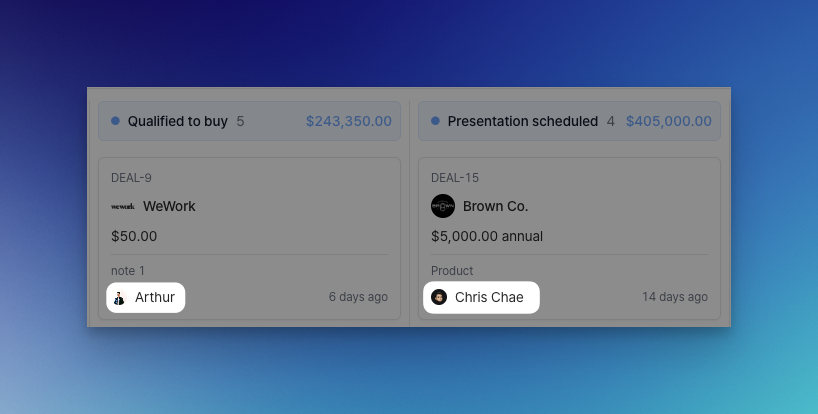 Qualified to buy 5 $243,350.00
DEAL-9
wework WeWork
$50.00
note 1
Arthur 6 days ago
Presentation scheduled 4 $405,000.00
DEAL-15
BROWN Brown Co.
$5,000.00 annual
Product
Chris Chae 14 days ago